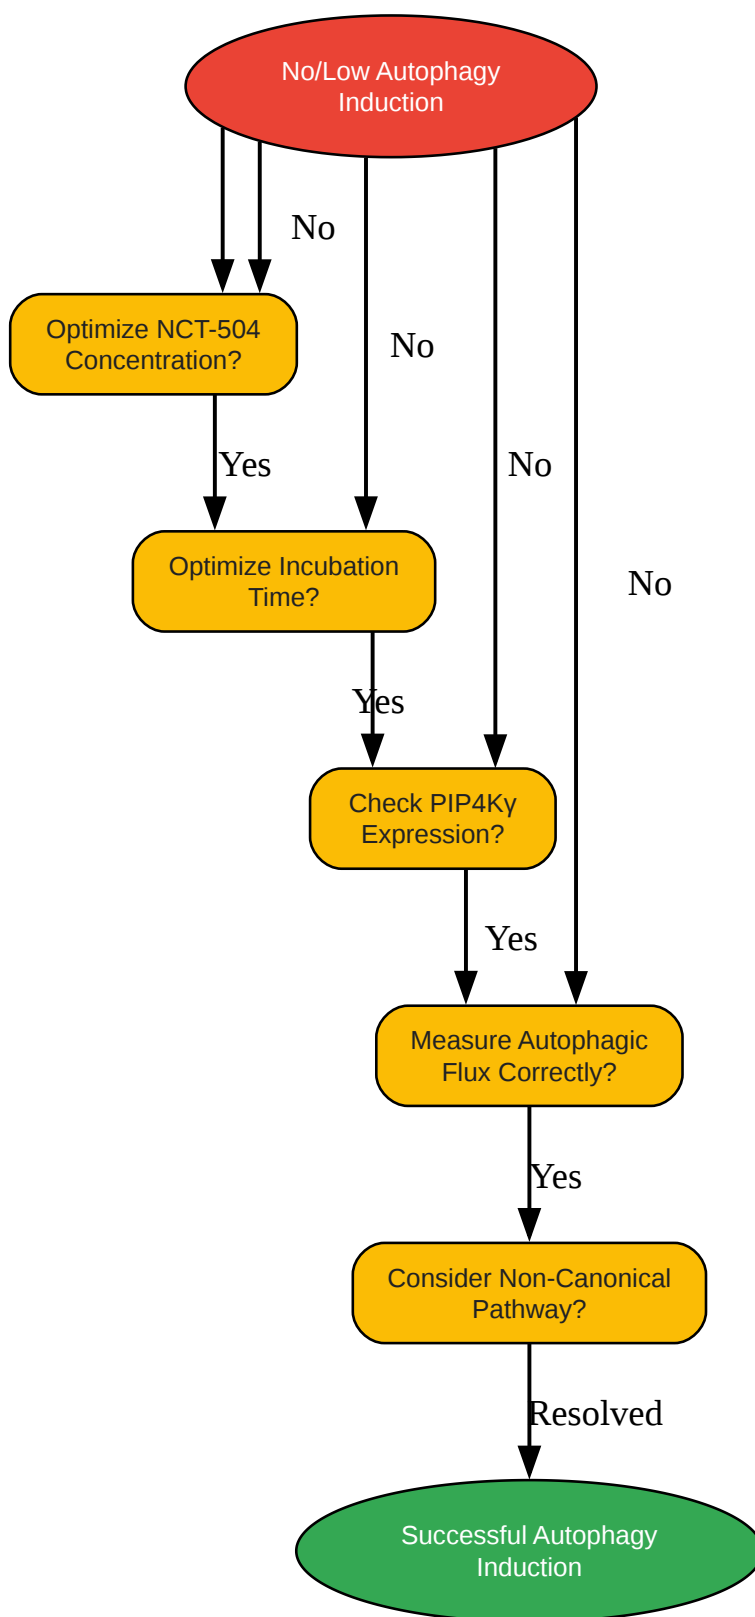 No/Low Autophagy
Induction
No
Optimize NCT-504
Concentration?
No
Yes
No
Optimize Incubation
Time?
No
Yes
Check PIP4Kγ
Expression?
Yes
Measure Autophagic
Flux Correctly?
Yes
Consider Non-Canonical
Pathway?
Resolved
Successful Autophagy
Induction